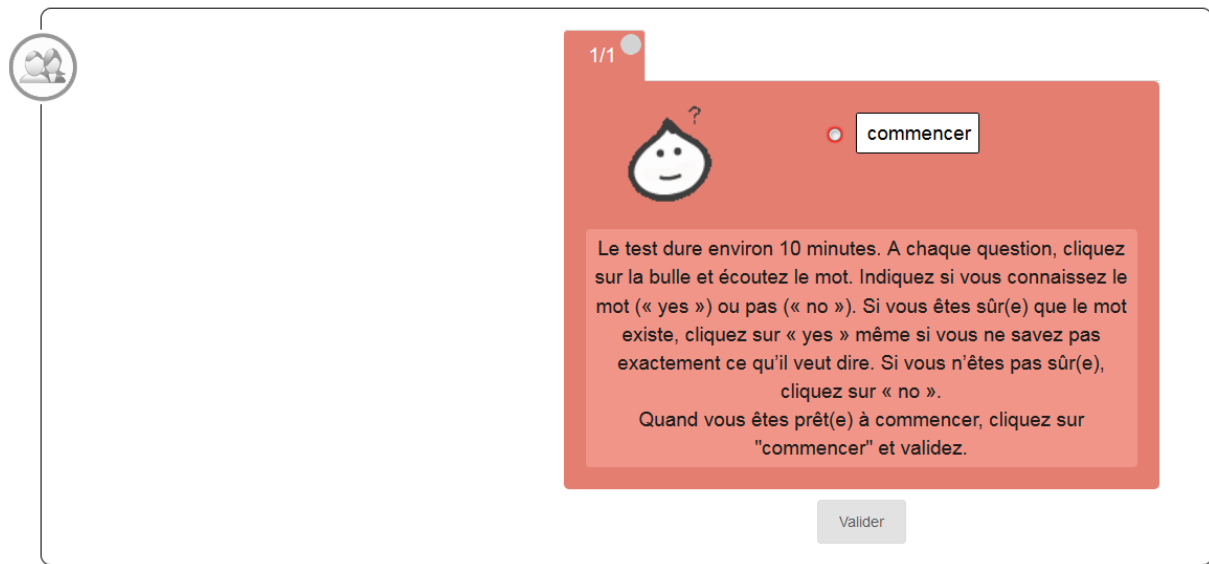 1/1
?
commencer
Le test dure environ 10 minutes. A chaque question, cliquez
sur la bulle et écoutez le mot. Indiquez si vous connaissez le
mot (« yes ») ou pas (« no »). Si vous êtes sûr(e) que le mot
existe, cliquez sur « yes » même si vous ne savez pas
exactement ce qu'il veut dire. Si vous n'êtes pas sûr(e),
cliquez sur « no ».
Quand vous êtes prêt(e) à commencer, cliquez sur
"commencer" et validez.
Valider